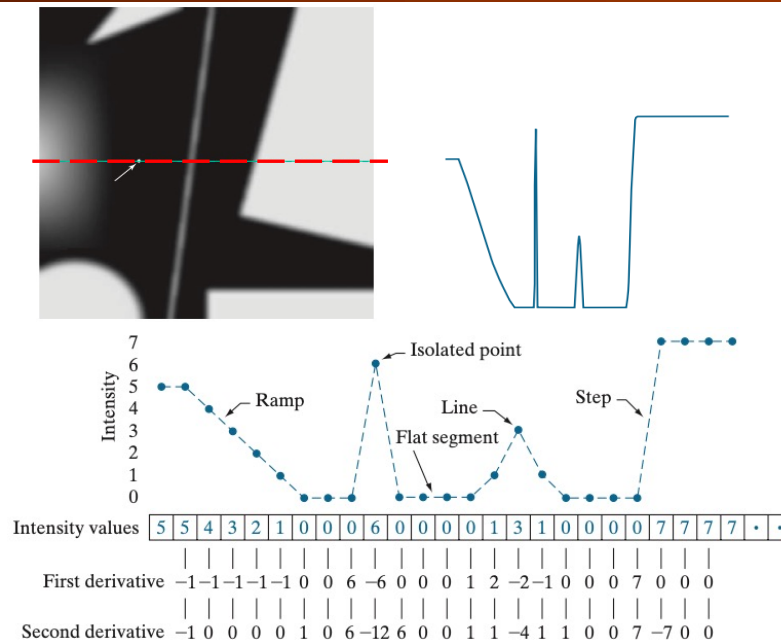 7
Isolated point
6
5
Ramp
Step
4
Line
3
Flat segment
2
1
0
Intensity
Intensity values 5 5 4 3 2 1 0 0 0 6 0 0 0 0 1 3 1 0 0 0 0 7 7 7 7 · ·
First derivative −1 −1 −1 −1 −1 0 0 6 −6 0 0 0 1 2 −2 −1 0 0 0 7 0 0 0
Second derivative −1 0 0 0 0 1 0 6 −12 6 0 0 1 1 −4 1 1 0 0 7 −7 0 0